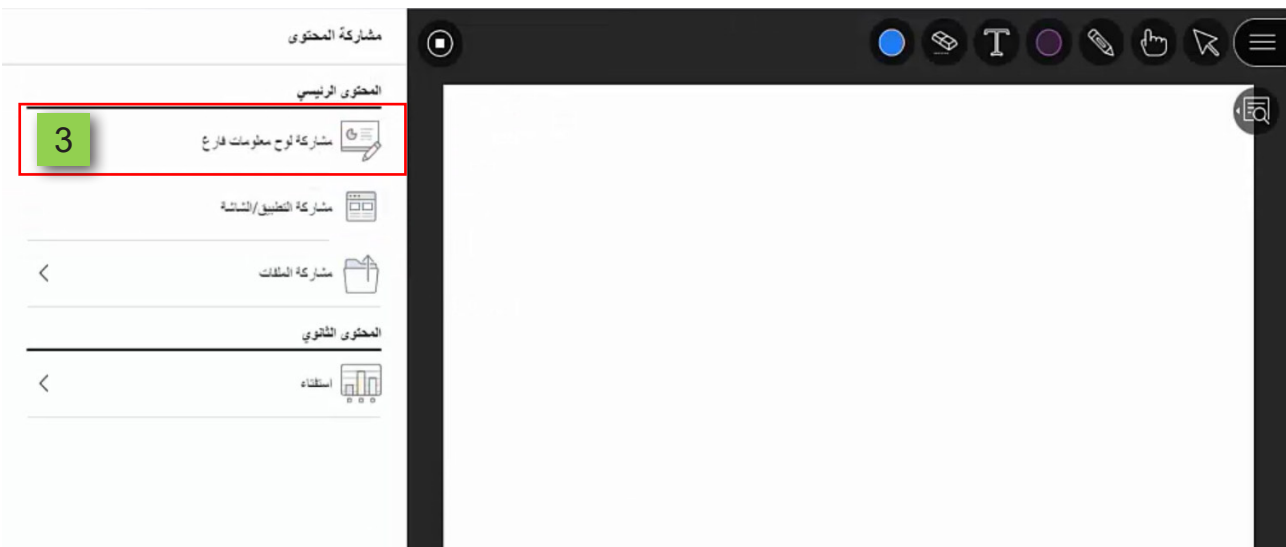 مشاركة المحتوى
المحتوى الرئيسي
3
مشاركة لوح معلومات فارغ
مشاركة التطبيق/الشاشة
مشاركة الملفات
المحتوى الثانوي
استفتاء
T